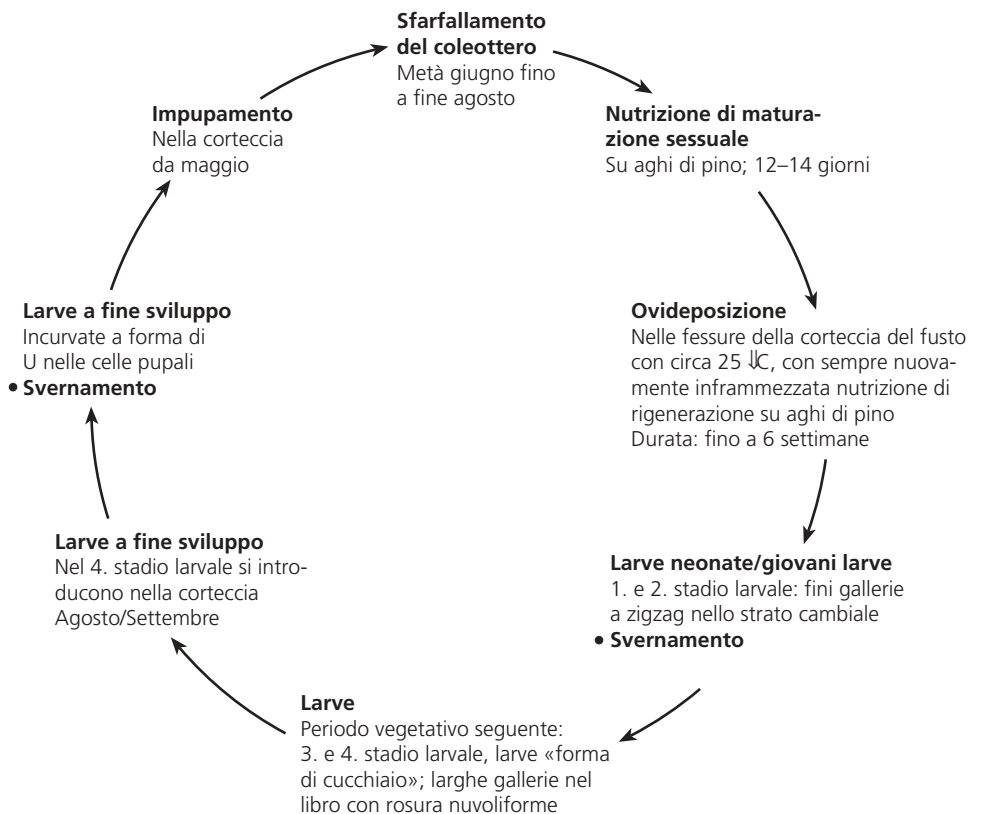 Sfarfallamento
del coleottero
Metà giugno fino
a fine agosto
Nutrizione di matura-
zione sessuale
Su aghi di pino; 12–14 giorni
Ovideposizione
Nelle fessure della corteccia del fusto
con circa 25 ⇓C, con sempre nuova-
mente inframmezzata nutrizione di
rigenerazione su aghi di pino
Durata: fino a 6 settimane
Larve neonate/giovani larve
1. e 2. stadio larvale: fini gallerie
a zigzag nello strato cambiale
• Svernamento
Larve
Periodo vegetativo seguente:
3. e 4. stadio larvale, larve «forma
di cucchiaio»; larghe gallerie nel
libro con rosura nuvoliforme
Larve a fine sviluppo
Nel 4. stadio larvale si intro-
ducono nella corteccia
Agosto/Settembre
Larve a fine sviluppo
Incurvate a forma di
U nelle celle pupali
• Svernamento
Impupamento
Nella corteccia
da maggio